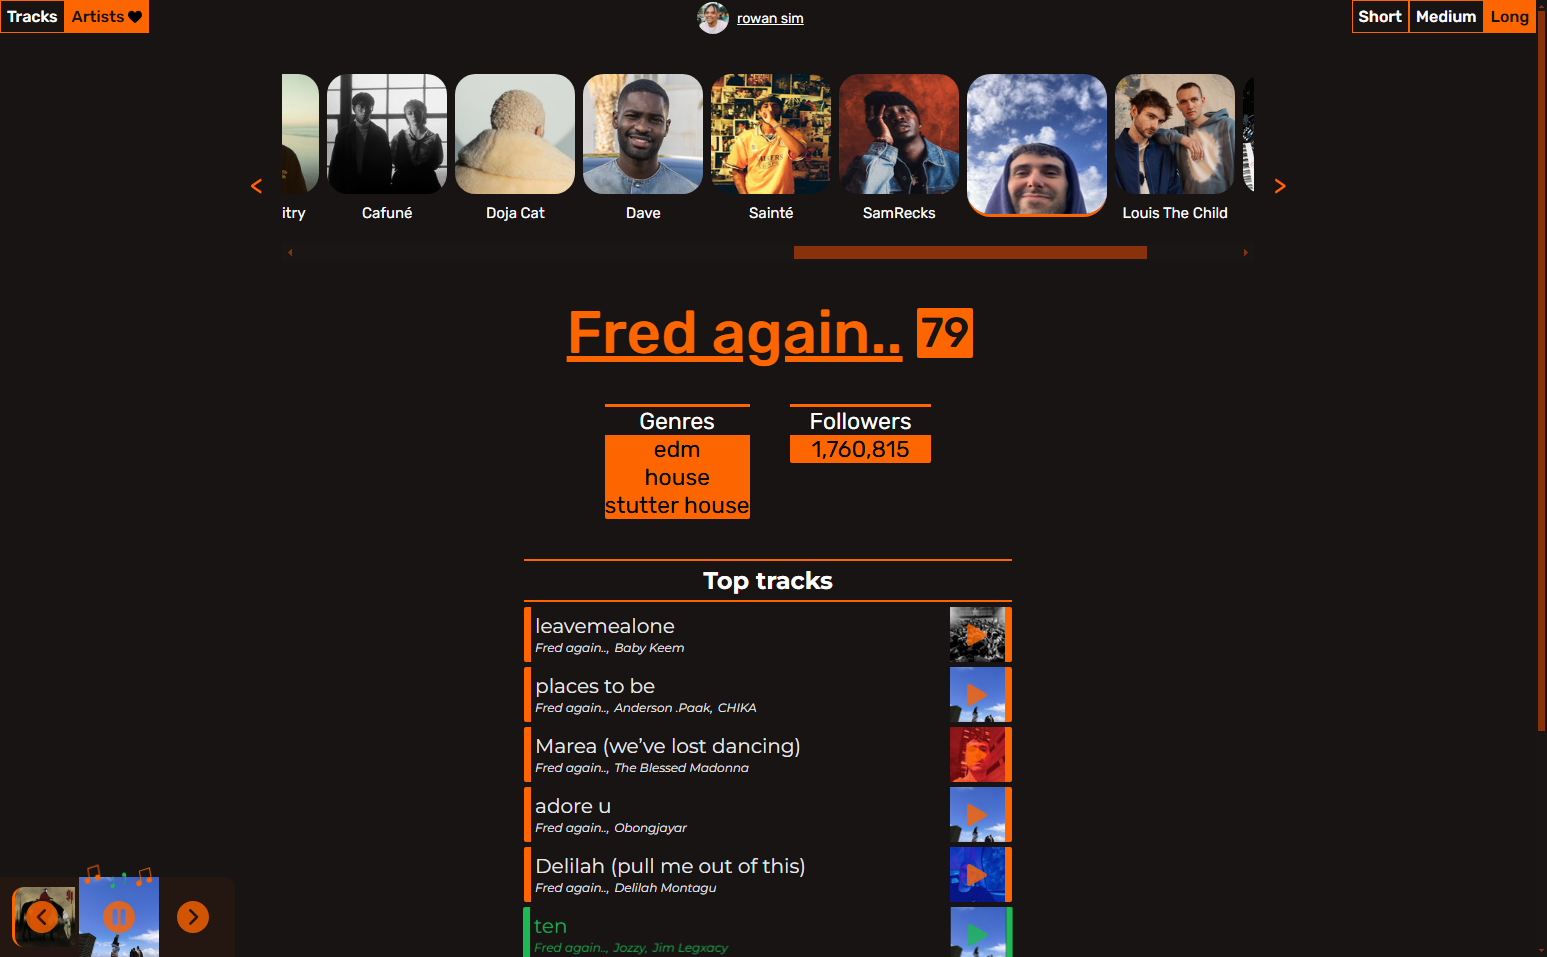 Tracks
Artists
rowan sim
Short
Medium
Long
itry
Cafuné
Doja Cat
Dave
Sainté
SamRecks
Louis The Child
Fred again.. 79
Genres
edm
house
stutter house
Followers
1,760,815
Top tracks
leavemealone
Fred again.., Baby Keem
places to be
Fred again.., Anderson .Paak, CHIKA
Marea (we’ve lost dancing)
Fred again.., The Blessed Madonna
adore u
Fred again.., Obongjayar
Delilah (pull me out of this)
Fred again.., Delilah Montagu
ten
Fred again.., Jozzy, Jim Legxacy